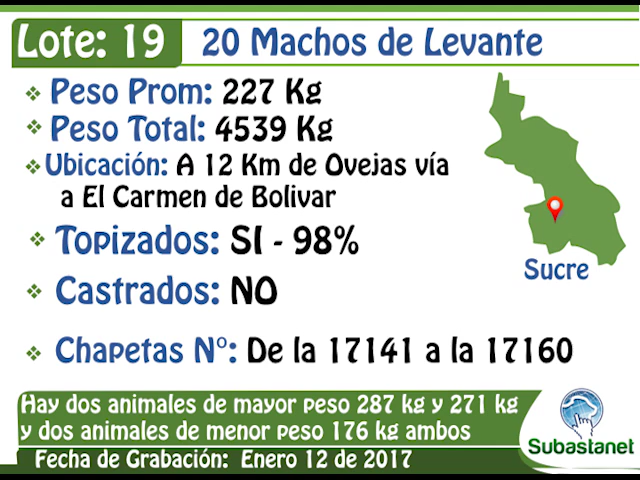 Lote: 19
20 Machos de Levante
Peso Prom: 227 Kg
Peso Total: 4539 Kg
Ubicación: A 12 Km de Ovejas vía
a El Carmen de Bolivar
Topizados: SI - 98%
Castrados: NO
Chapetas N°: De la 17141 a la 17160
Sucre
Hay dos animales de mayor peso 287 kg y 271 kg
y dos animales de menor peso 176 kg ambos
Fecha de Grabación: Enero 12 de 2017
Subastanet